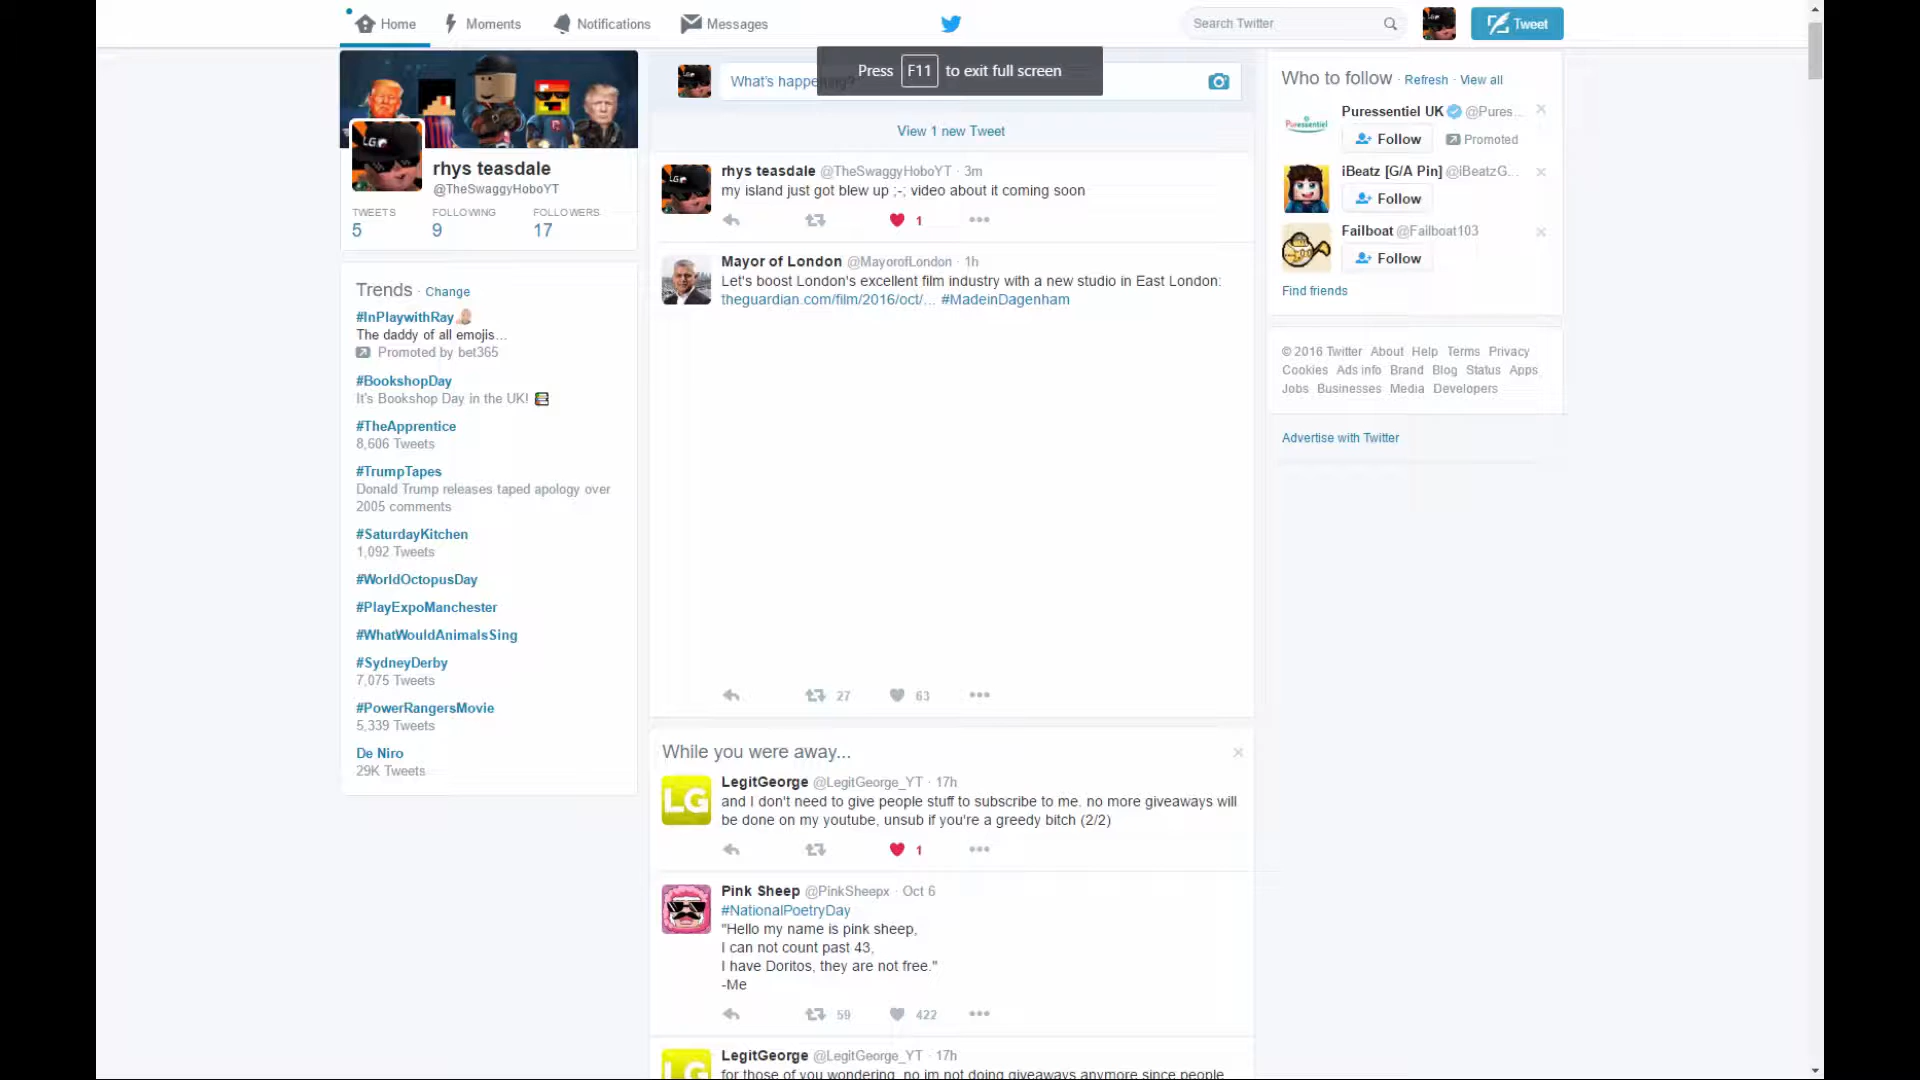 Home Moments Notifications Messages
Search Twitter
Tweet
Press F11 to exit full screen
rhys teasdale
@TheSwaggyHoboYT
TWEETS FOLLOWING FOLLOWERS
5 9 17
Trends · Change
#InPlaywithRay
The daddy of all emojis...
Promoted by bet365
#BookshopDay
It's Bookshop Day in the UK!
#TheApprentice
8,606 Tweets
#TrumpTapes
Donald Trump releases taped apology over
2005 comments
#SaturdayKitchen
1,092 Tweets
#WorldOctopusDay
#PlayExpoManchester
#WhatWouldAnimalsSing
#SydneyDerby
7,075 Tweets
#PowerRangersMovie
5,339 Tweets
De Niro
29K Tweets
What's happening?
View 1 new Tweet
rhys teasdale @TheSwaggyHoboYT · 3m
my island just got blew up ;-; video about it coming soon
1
Mayor of London @MayorofLondon · 1h
Let's boost London's excellent film industry with a new studio in East London:
theguardian.com/film/2016/oct/... #MadeinDagenham
27 63
While you were away...
LG
LegitGeorge @LegitGeorge_YT · 17h
and I don't need to give people stuff to subscribe to me. no more giveaways will
be done on my youtube, unsub if you're a greedy bitch (2/2)
1
Pink Sheep @PinkSheepx · Oct 6
#NationalPoetryDay
"Hello my name is pink sheep,
I can not count past 43,
I have Doritos, they are not free."
-Me
59 422
LG
LegitGeorge @LegitGeorge_YT · 17h
for those of you wondering, no im not doing giveaways anymore since people
Who to follow · Refresh · View all
Puressentiel
Puressentiel UK @Pures...
Follow Promoted
iBeatz [G/A Pin] @iBeatzG...
Follow
Failboat @Failboat103
Follow
Find friends
© 2016 Twitter About Help Terms Privacy
Cookies Ads info Brand Blog Status Apps
Jobs Businesses Media Developers
Advertise with Twitter